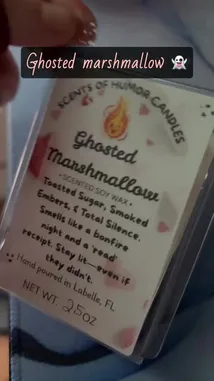 Ghosted marshmallow 👻
SCENTS OF HUMOR CANDLES
Ghosted
Marshmallow
• SCENTED SOY WAX •
Toasted Sugar, Smoked
Embers, & Total Silence.
Smells like a bonfire
night and a 'read'
receipt. Stay lit—even if
they didn't.
Hand poured in Labelle, FL
NET WT. 2.5oz